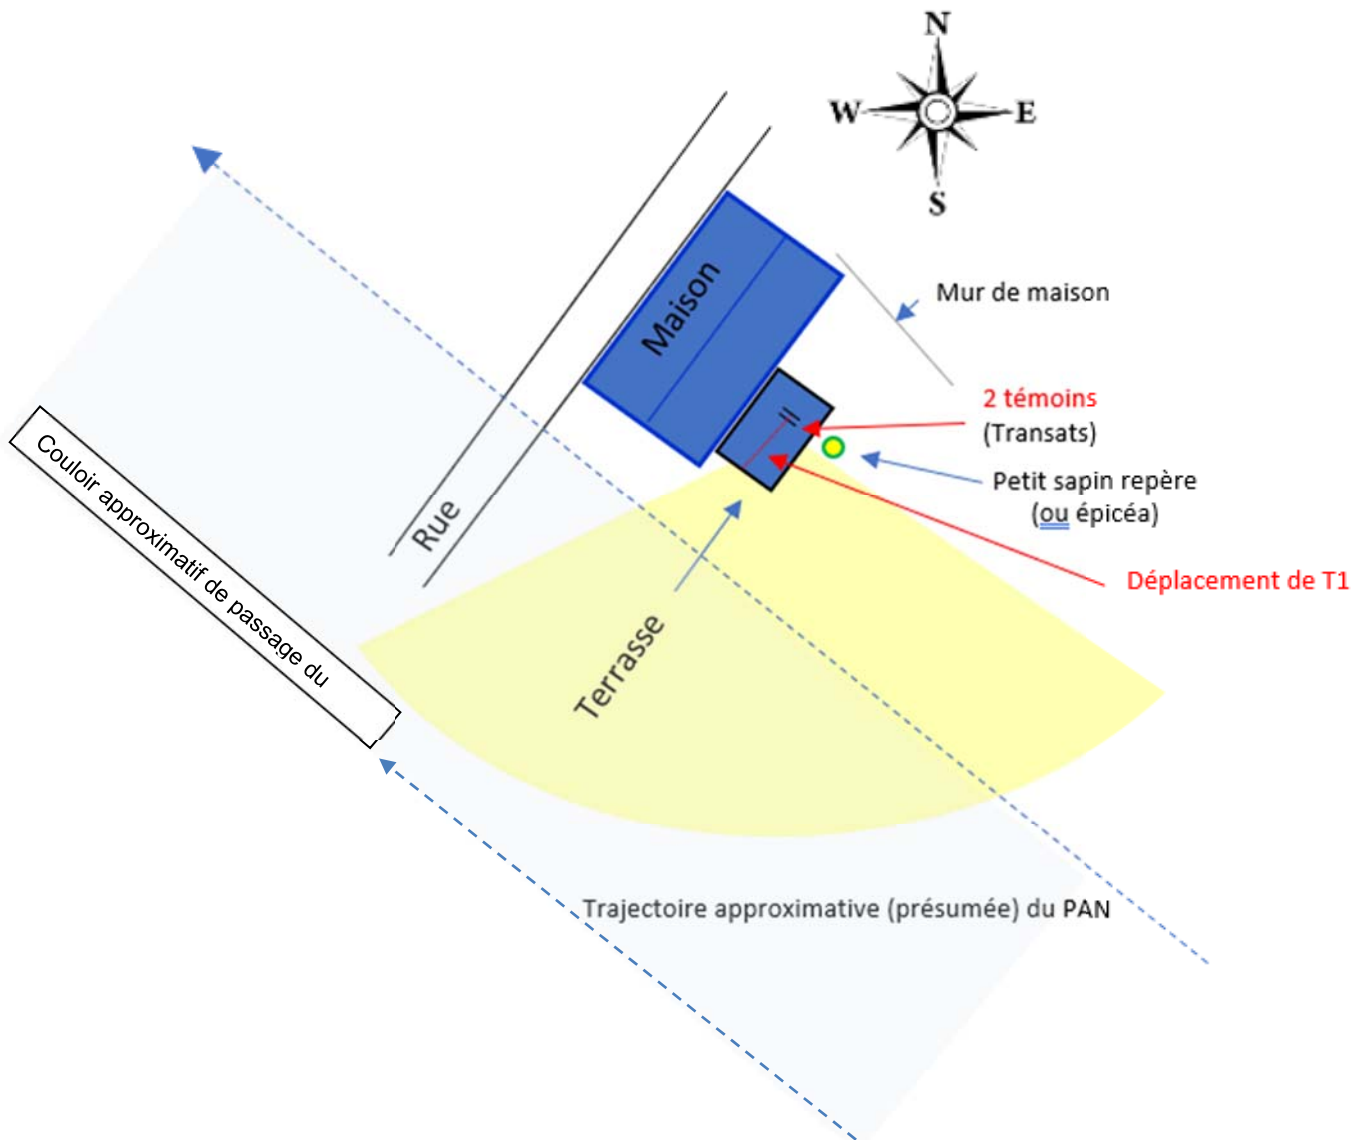 N
W
E
S
Maison
Mur de maison
2 témoins
(Transats)
Petit sapin repère
(ou épicéa)
Déplacement de T1
Rue
Terrasse
Couloir approximatif de passage du
Trajectoire approximative (présumée) du PAN